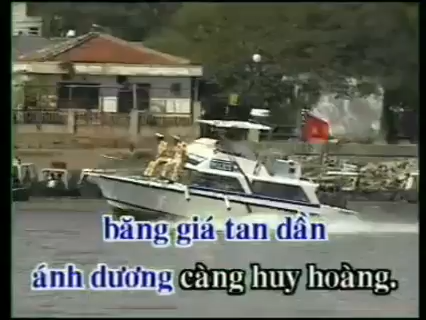 băng giá tan dần
ánh dương càng huy hoàng.